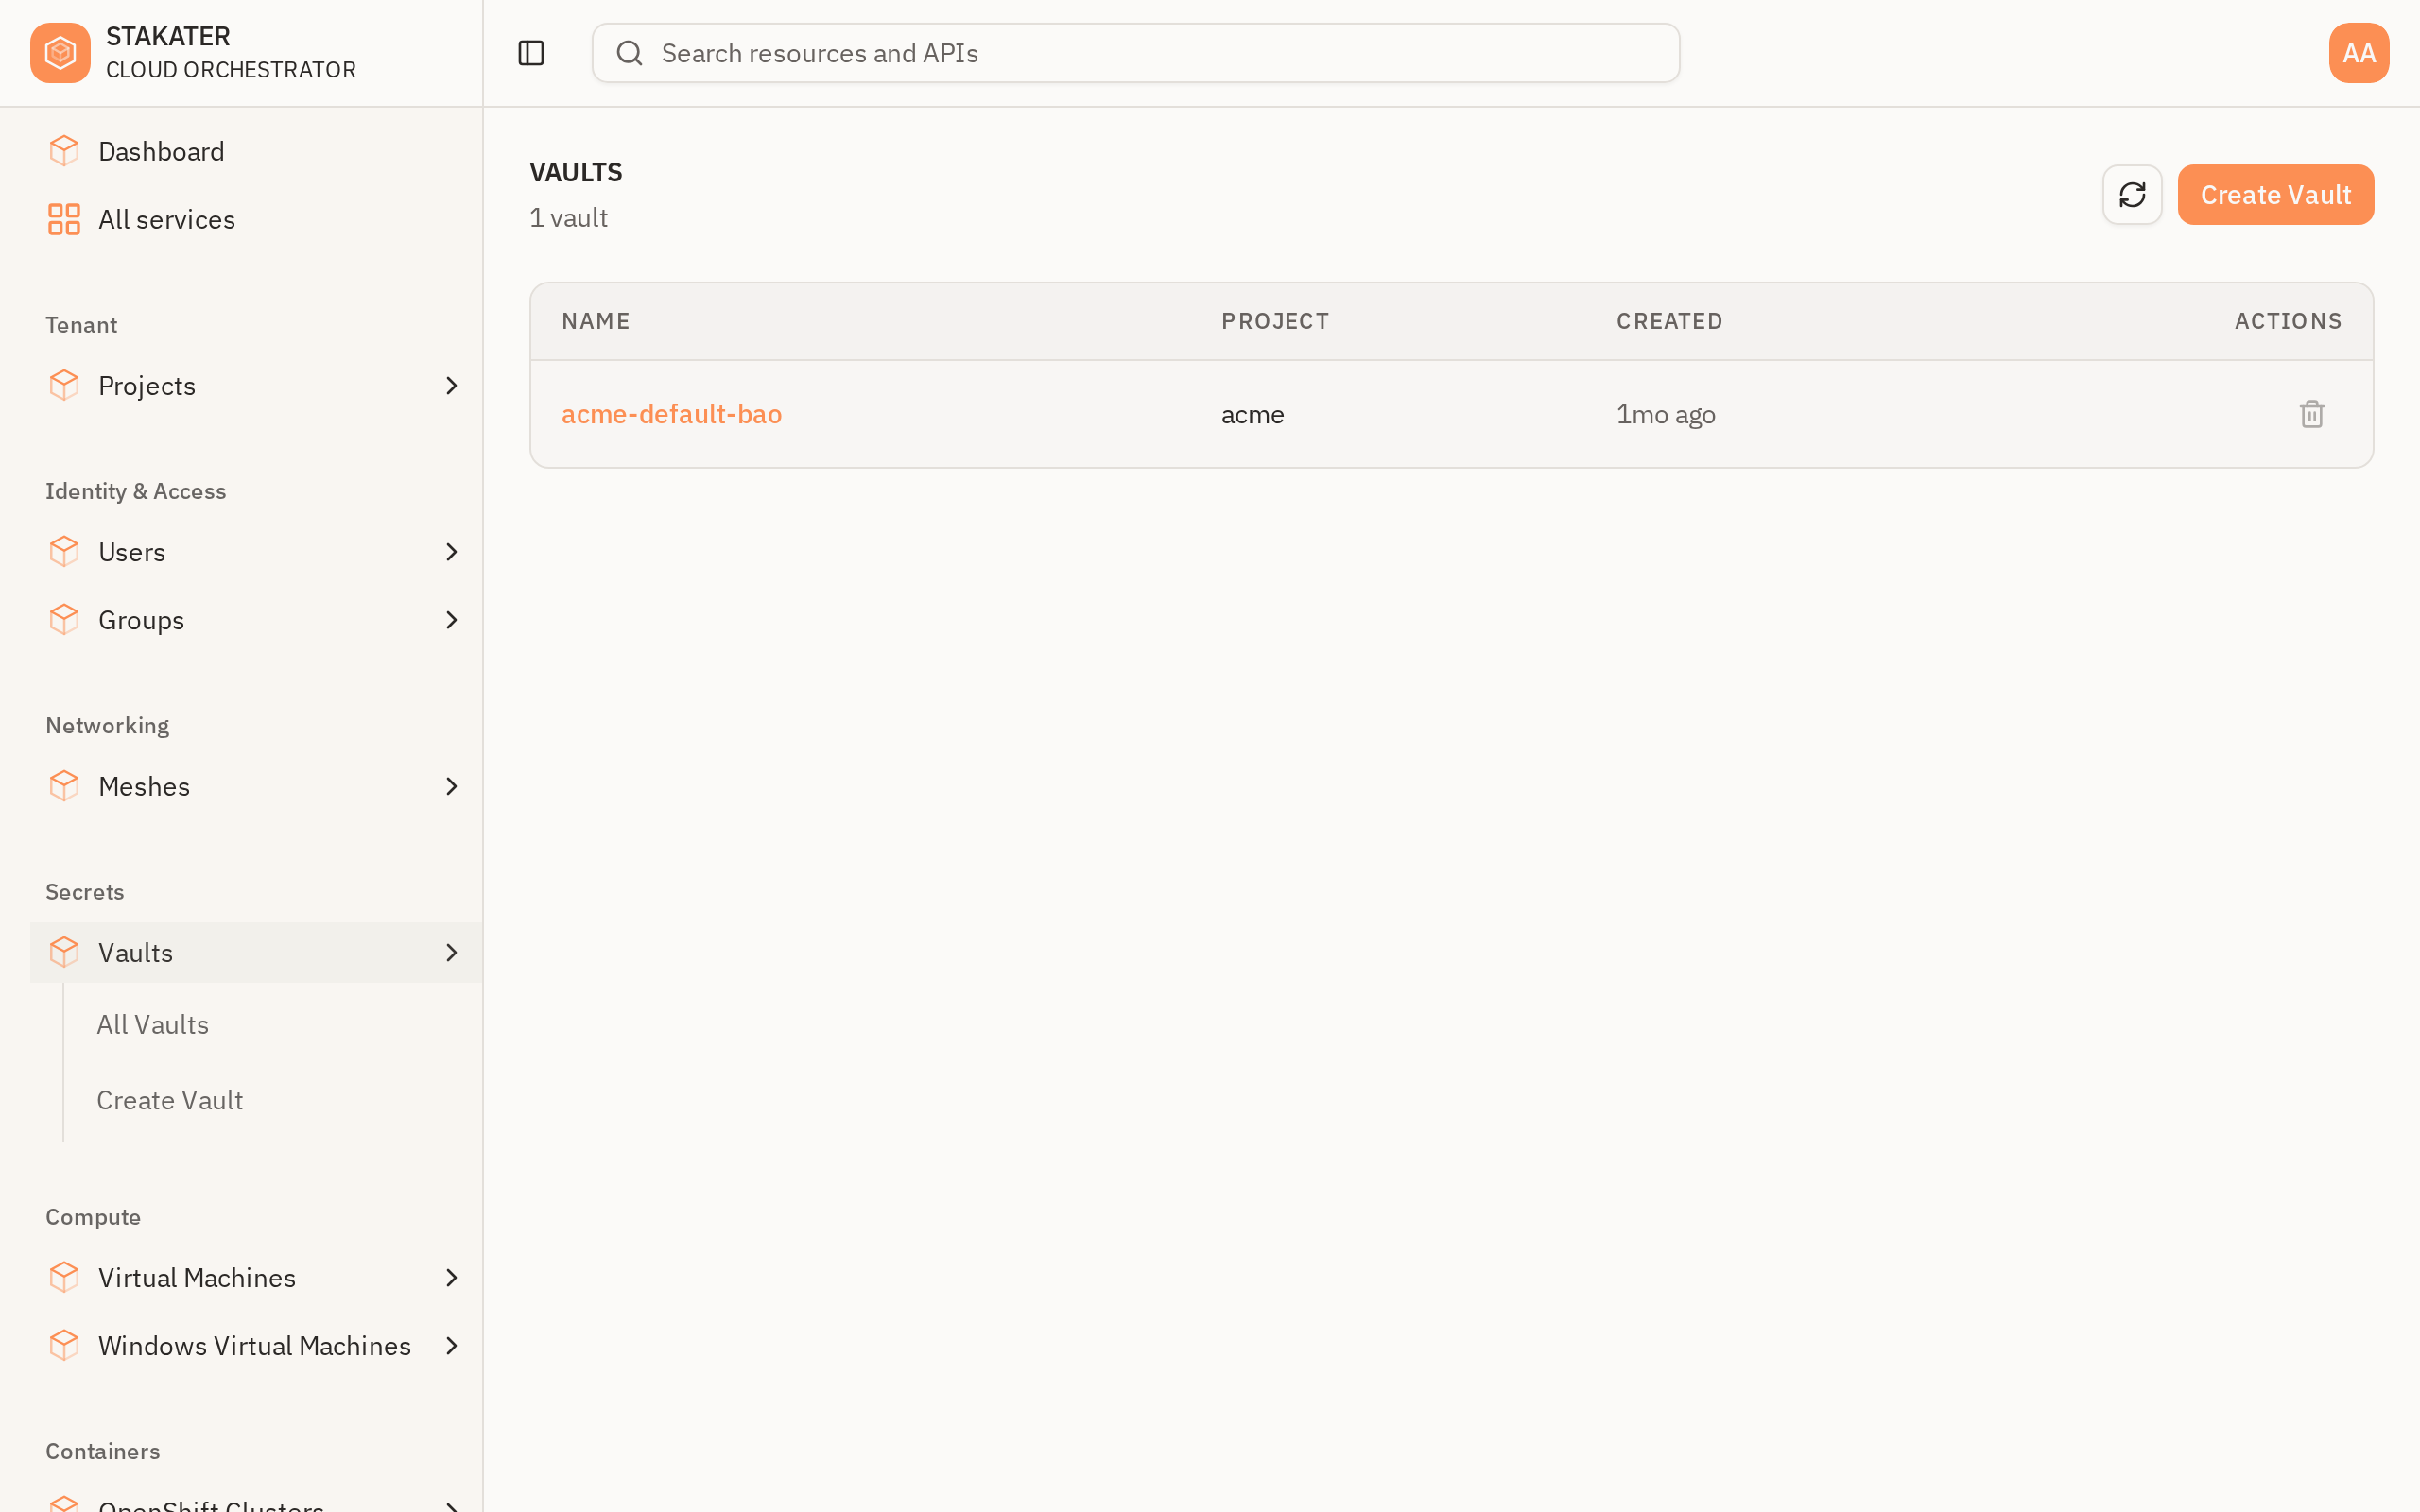 STAKATER
CLOUD ORCHESTRATOR
Search resources and APIs
AA
Dashboard
All services
Tenant
Projects
Identity & Access
Users
Groups
Networking
Meshes
Secrets
Vaults
All Vaults
Create Vault
Compute
Virtual Machines
Windows Virtual Machines
Containers
OpenShift Clusters
VAULTS
1 vault
Create Vault
NAME PROJECT CREATED ACTIONS
acme-default-bao acme 1mo ago